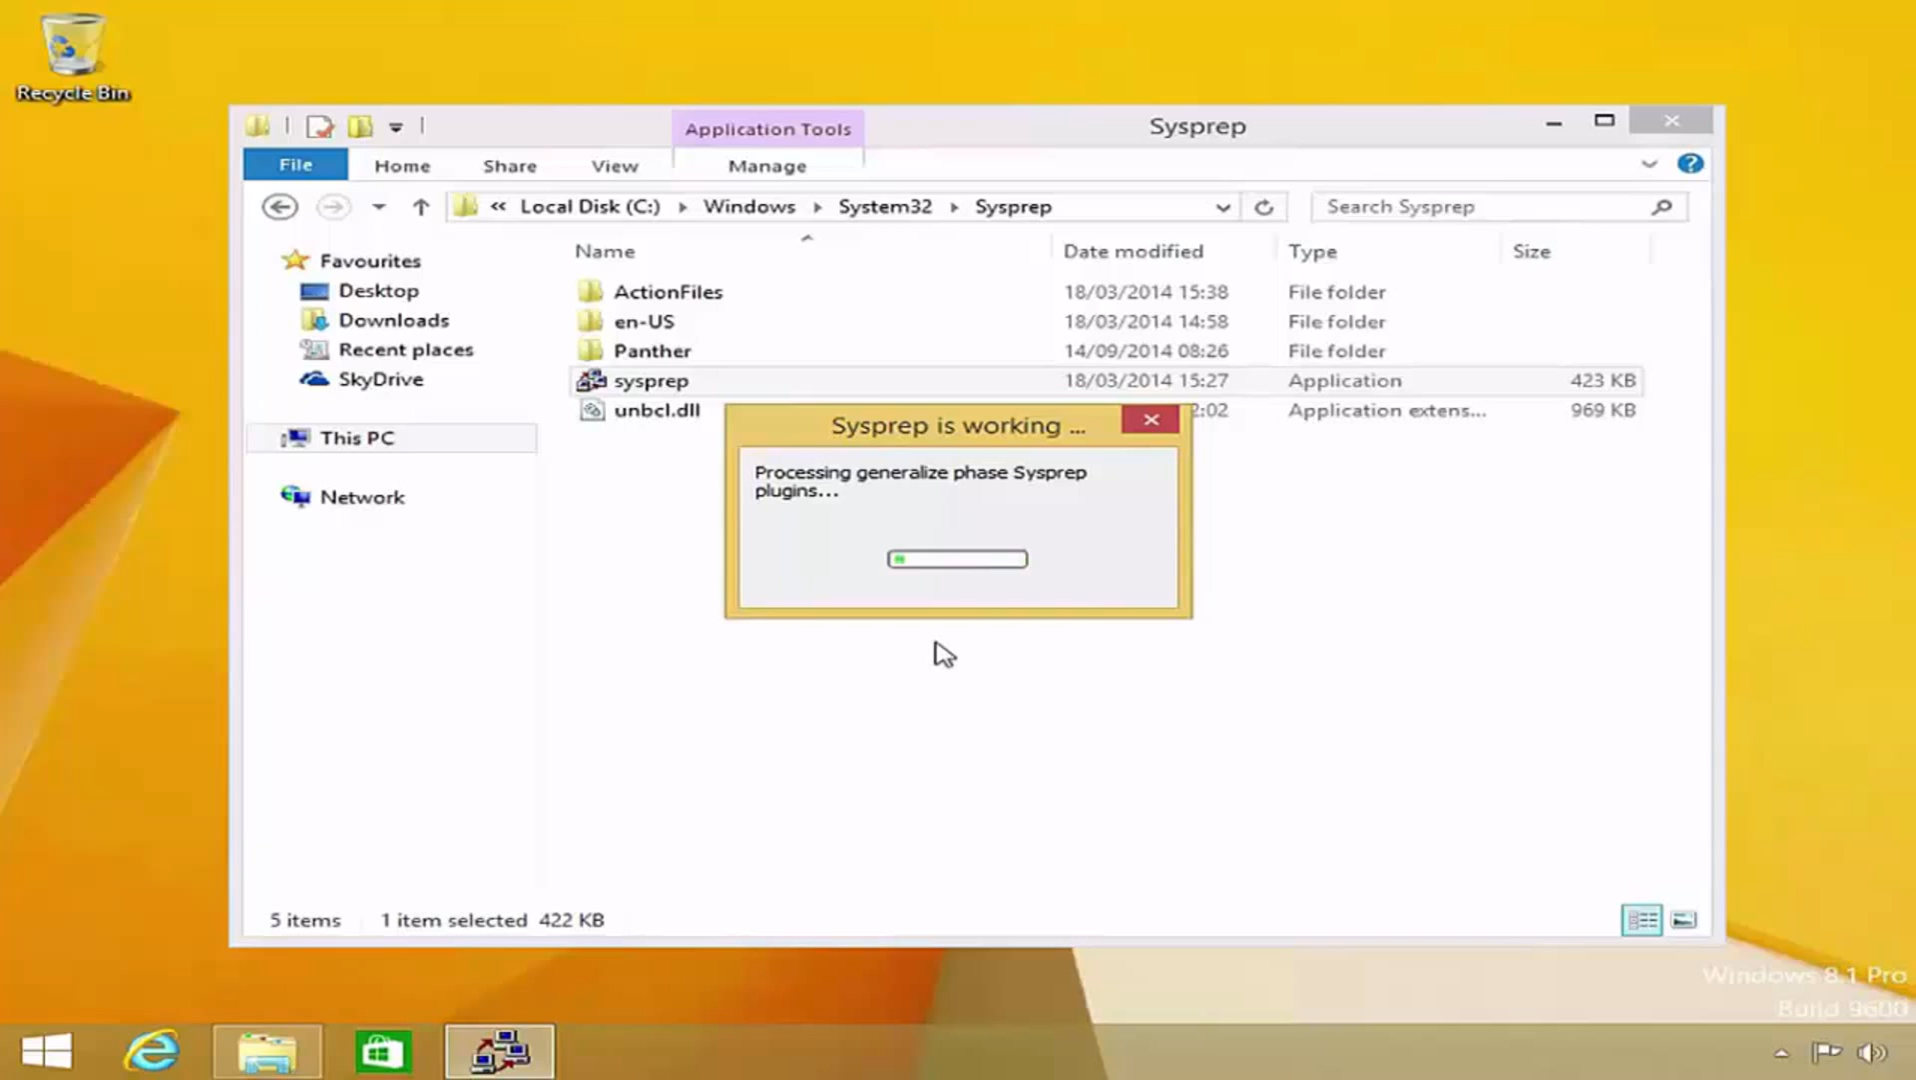 Recycle Bin
Application Tools
Sysprep
File
Home
Share
View
Manage
« Local Disk (C:) Windows System32 Sysprep
Search Sysprep
Name
Date modified
Type
Size
Favourites
Desktop
Downloads
Recent places
SkyDrive
This PC
Network
ActionFiles 18/03/2014 15:38 File folder
en-US 18/03/2014 14:58 File folder
Panther 14/09/2014 08:26 File folder
sysprep 18/03/2014 15:27 Application 423 KB
unbcl.dll 2:02 Application extens... 969 KB
Sysprep is working ...
Processing generalize phase Sysprep
plugins...
5 items 1 item selected 422 KB
Windows 8.1 Pro
Build 9600